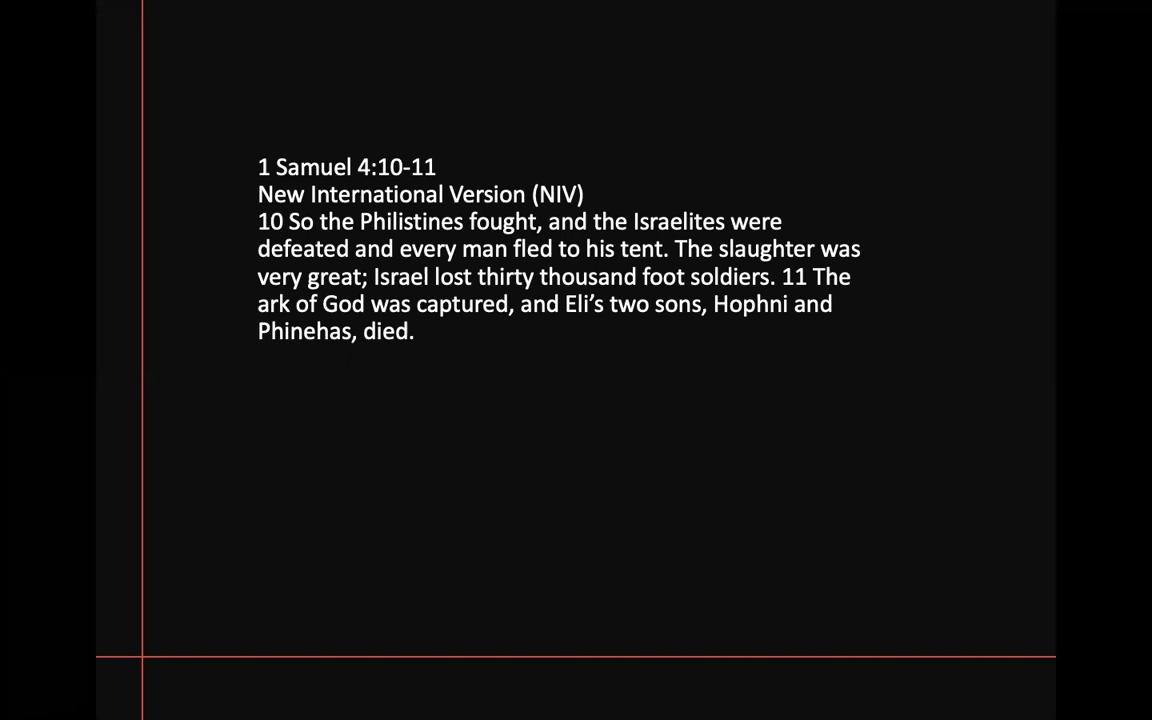 1 Samuel 4:10-11
New International Version (NIV)
10 So the Philistines fought, and the Israelites were
defeated and every man fled to his tent. The slaughter was
very great; Israel lost thirty thousand foot soldiers. 11 The
ark of God was captured, and Eli’s two sons, Hophni and
Phinehas, died.